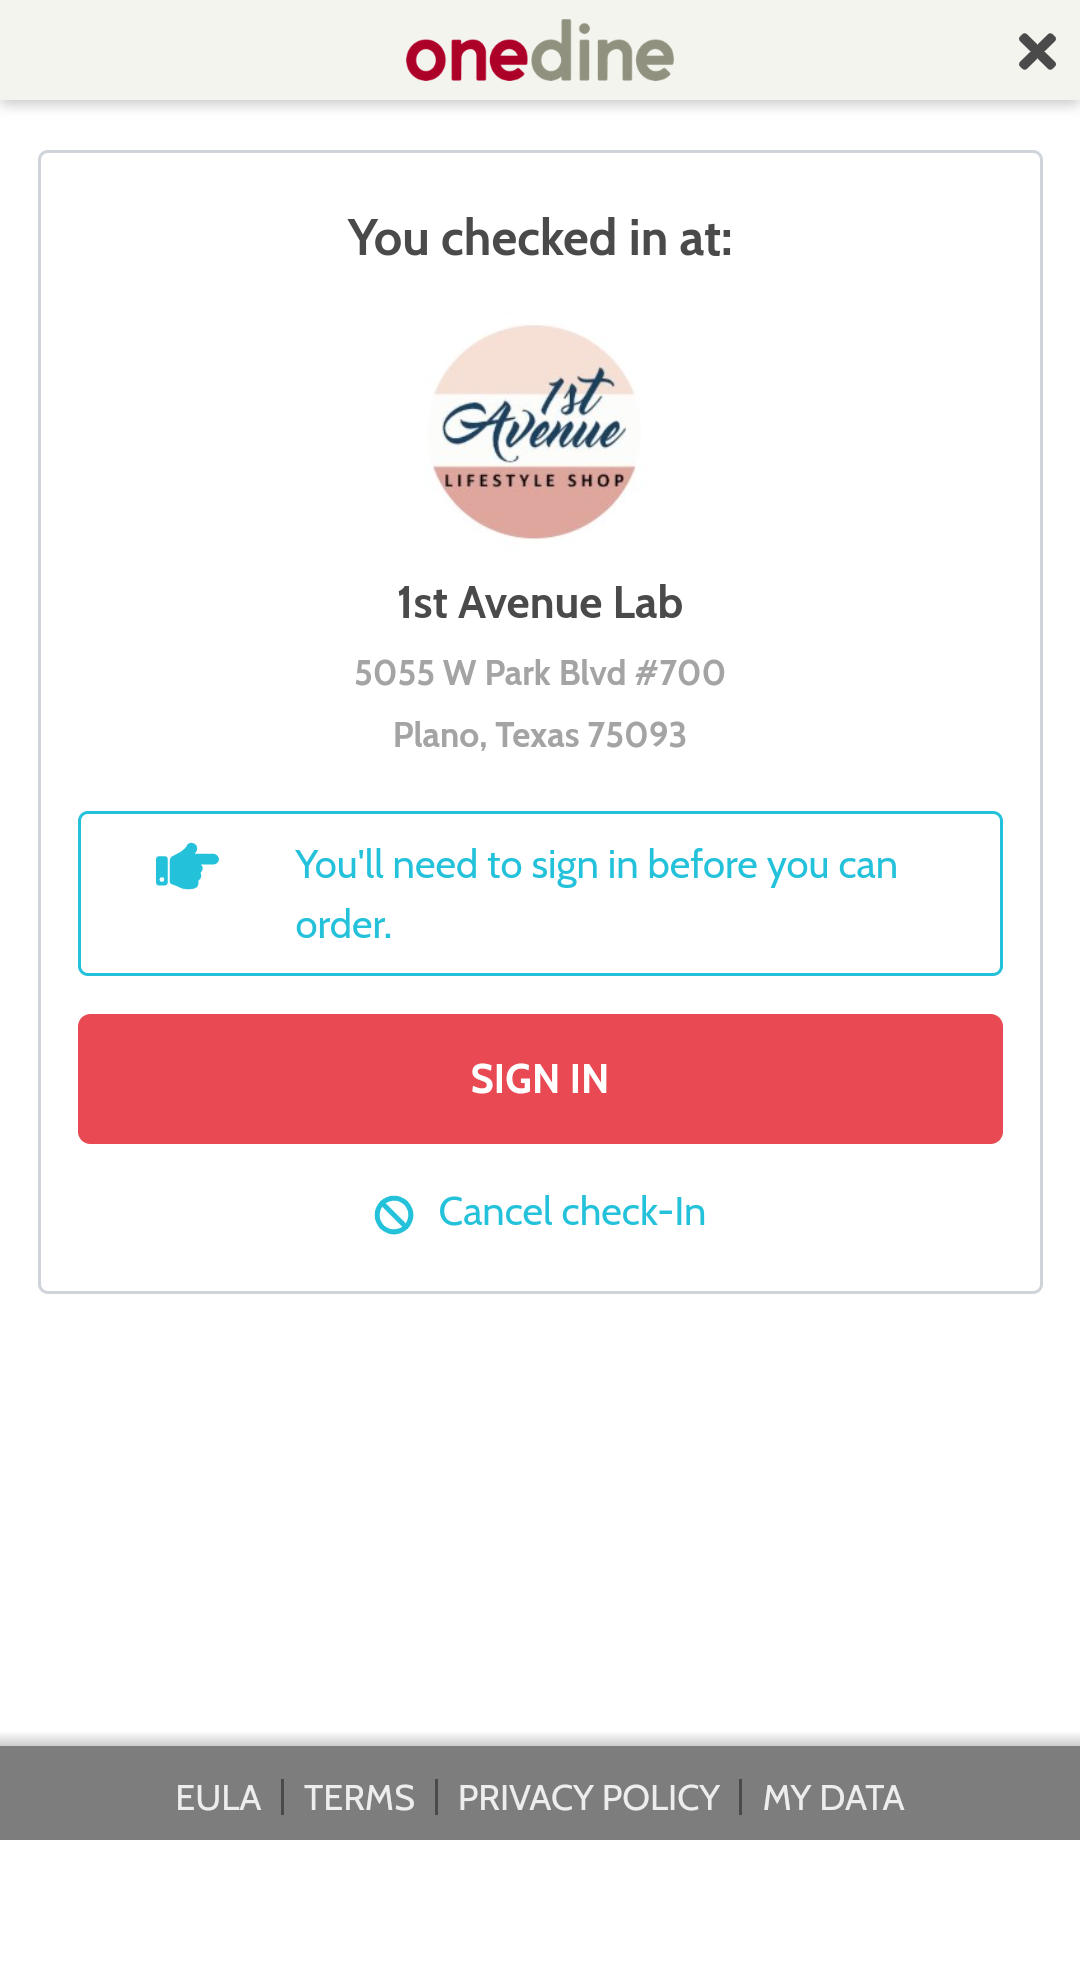 onedine
You checked in at:
1st
Avenue
LIFESTYLE SHOP
1st Avenue Lab
5055 W Park Blvd #700
Plano, Texas 75093
You'll need to sign in before you can
order.
SIGN IN
Cancel check-In
EULA | TERMS | PRIVACY POLICY | MY DATA